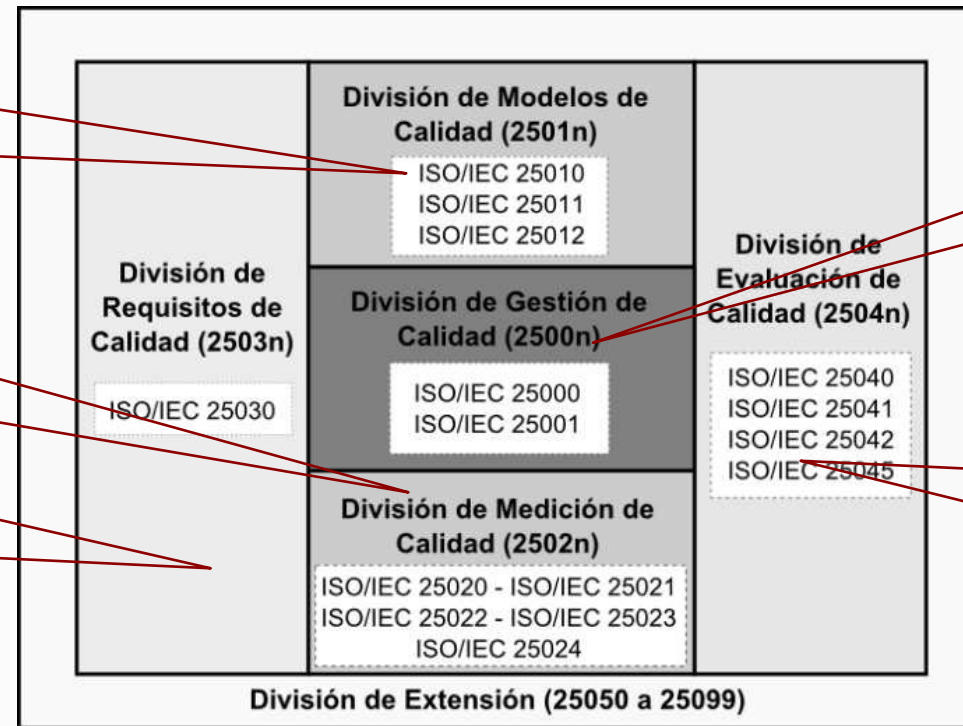 División de Modelos de
Calidad (2501n)
ISO/IEC 25010
ISO/IEC 25011
ISO/IEC 25012
División de
Requisitos de
Calidad (2503n)
ISO/IEC 25030
División de Gestión de
Calidad (2500n)
ISO/IEC 25000
ISO/IEC 25001
División de
Evaluación de
Calidad (2504n)
ISO/IEC 25040
ISO/IEC 25041
ISO/IEC 25042
ISO/IEC 25045
División de Medición de
Calidad (2502n)
ISO/IEC 25020 - ISO/IEC 25021
ISO/IEC 25022 - ISO/IEC 25023
ISO/IEC 25024
División de Extensión (25050 a 25099)